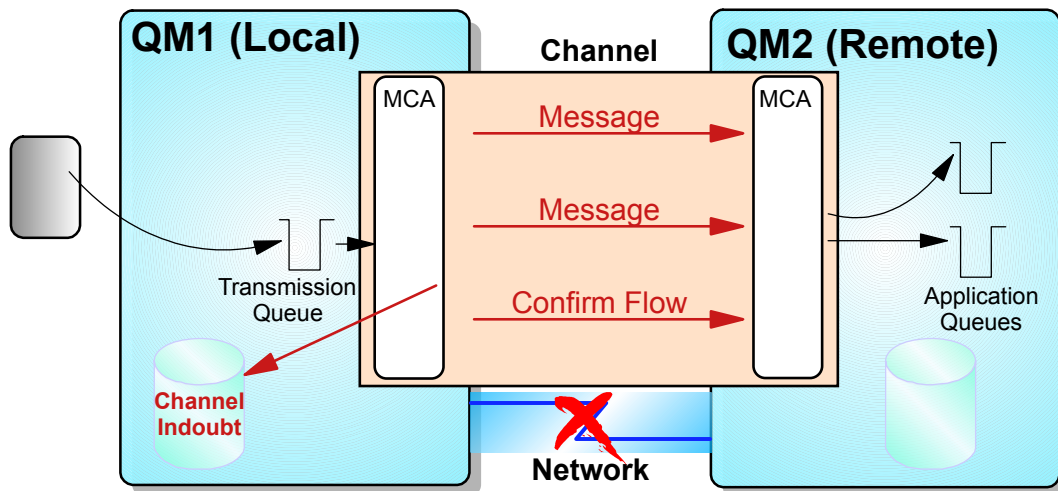 QM1 (Local)
Channel
QM2 (Remote)
MCA
MCA
Message
Message
Confirm Flow
Transmission
Queue
Application
Queues
Channel
Indoubt
Network